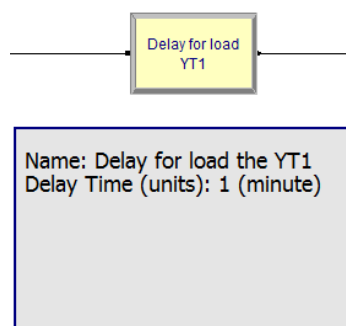 Delay for load
YT1
Name: Delay for load the YT1
Delay Time (units): 1 (minute)